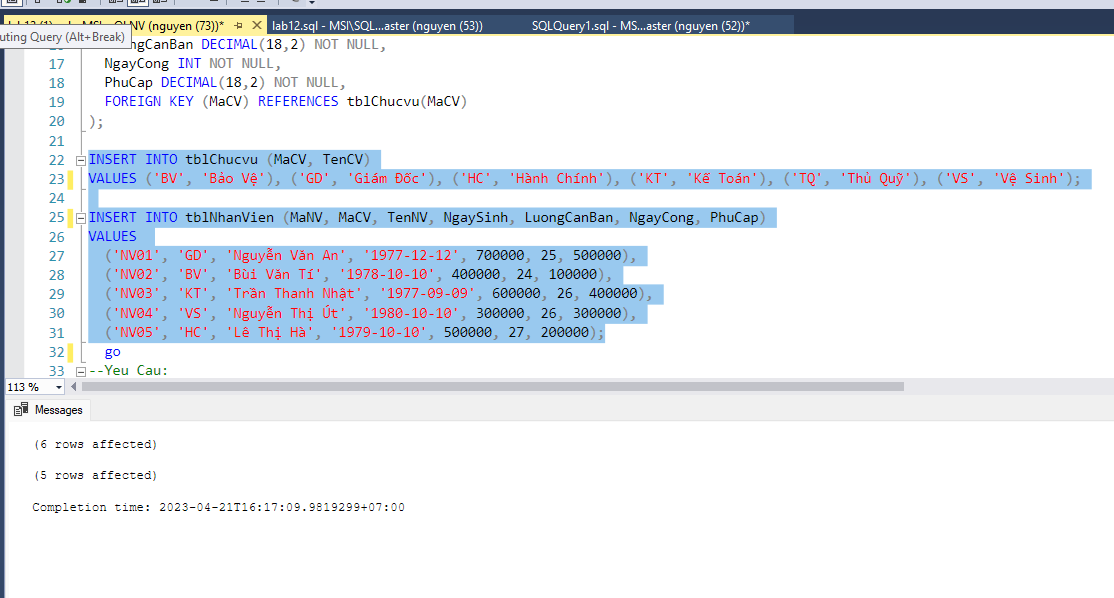 QLNV (nguyen (73))* lab12.sql - MSI\SQL...aster (nguyen (53)) SQLQuery1.sql - MS...aster (nguyen (52))*
uting Query (Alt+Break)
ngCanBan DECIMAL(18,2) NOT NULL,
17 NgayCong INT NOT NULL,
18 PhuCap DECIMAL(18,2) NOT NULL,
19 FOREIGN KEY (MaCV) REFERENCES tblChucvu(MaCV)
20 );
21
22 INSERT INTO tblChucvu (MaCV, TenCV)
23 VALUES ('BV', 'Bảo Vệ'), ('GD', 'Giám Đốc'), ('HC', 'Hành Chính'), ('KT', 'Kế Toán'), ('TQ', 'Thủ Quỹ'), ('VS', 'Vệ Sinh');
24
25 INSERT INTO tblNhanVien (MaNV, MaCV, TenNV, NgaySinh, LuongCanBan, NgayCong, PhuCap)
26 VALUES
27 ('NV01', 'GD', 'Nguyễn Văn An', '1977-12-12', 700000, 25, 500000),
28 ('NV02', 'BV', 'Bùi Văn Tí', '1978-10-10', 400000, 24, 100000),
29 ('NV03', 'KT', 'Trần Thanh Nhật', '1977-09-09', 600000, 26, 400000),
30 ('NV04', 'VS', 'Nguyễn Thị Út', '1980-10-10', 300000, 26, 300000),
31 ('NV05', 'HC', 'Lê Thị Hà', '1979-10-10', 500000, 27, 200000);
32 go
33 --Yeu Cau:
113 %
Messages
(6 rows affected)
(5 rows affected)
Completion time: 2023-04-21T16:17:09.9819299+07:00